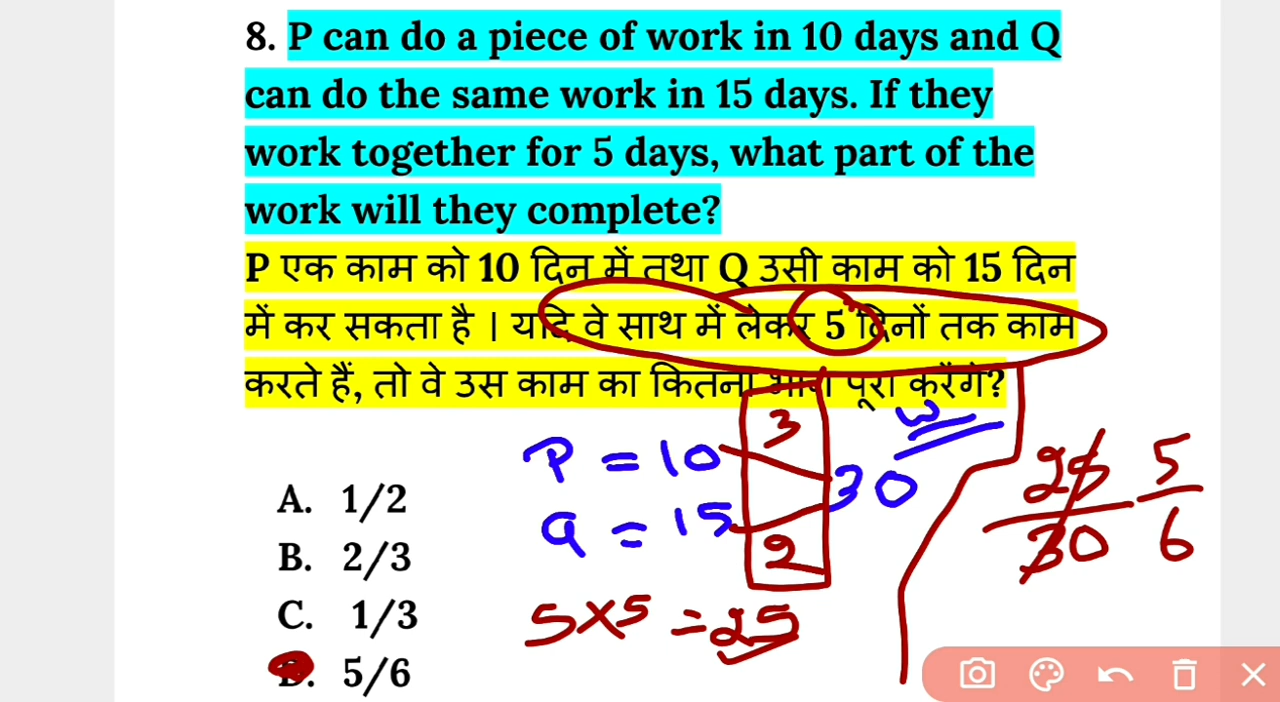 8. P can do a piece of work in 10 days and Q
can do the same work in 15 days. If they
work together for 5 days, what part of the
work will they complete?
P एक काम को 10 दिन में तथा Q उसी काम को 15 दिन
में कर सकता है । यदि वे साथ में लेकर 5 दिनों तक काम
करते हैं, तो वे उस काम का कितना भाग पूरा करेंगे?
A. 1/2
B. 2/3
C. 1/3
D. 5/6
P = 10
3
30
W
Q = 15
2
5×5 = 25
25/30
5/6